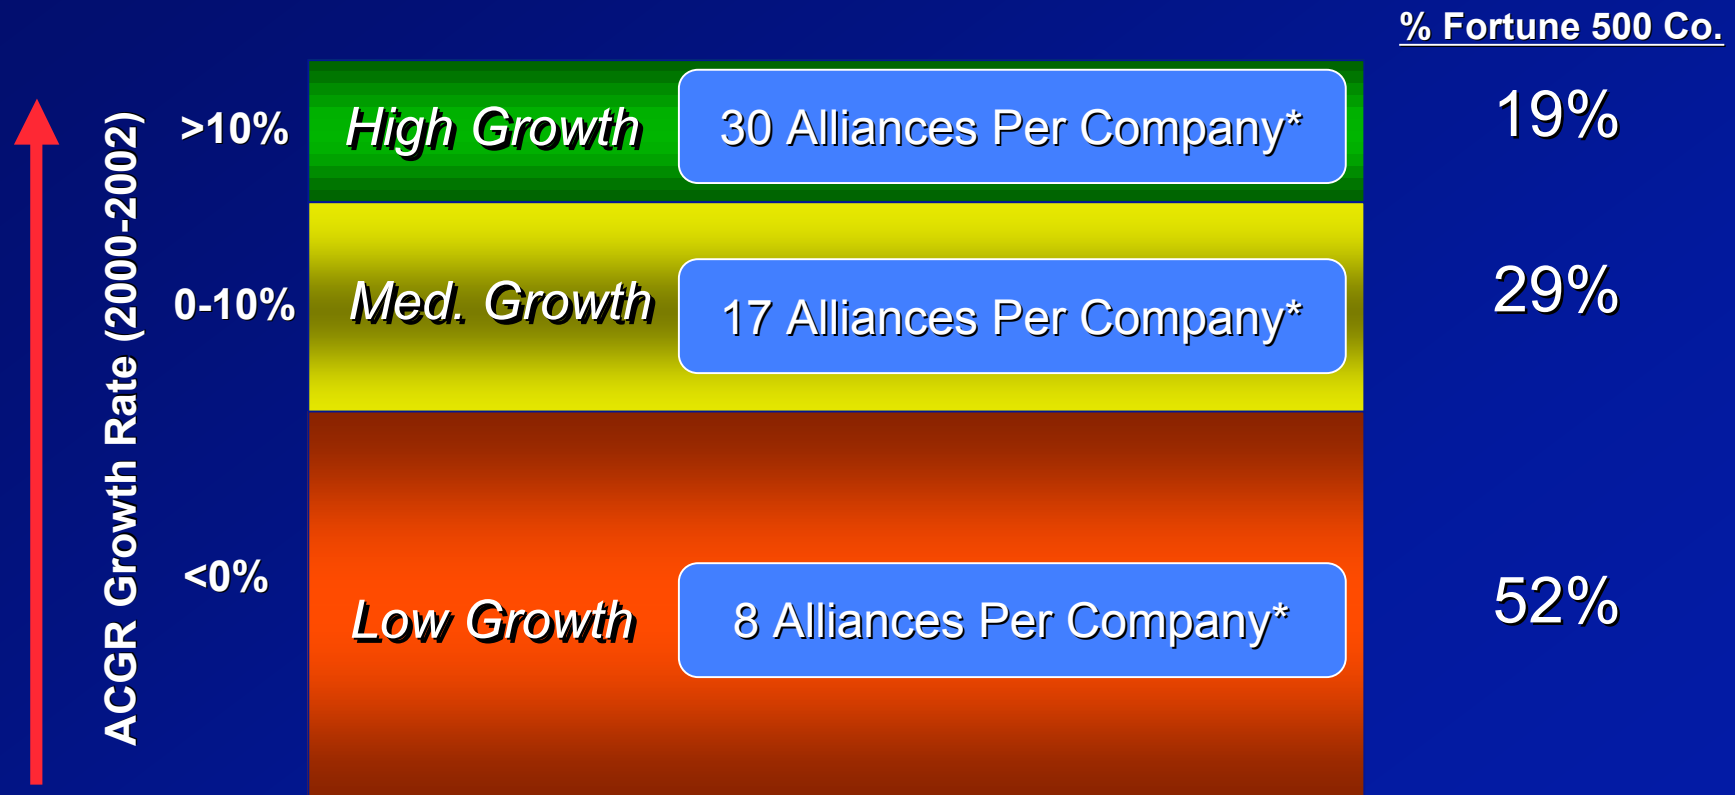 % Fortune 500 Co.
ACGR Growth Rate (2000-2002)
>10%
High Growth
30 Alliances Per Company*
19%
0-10%
Med. Growth
17 Alliances Per Company*
29%
<0%
Low Growth
8 Alliances Per Company*
52%